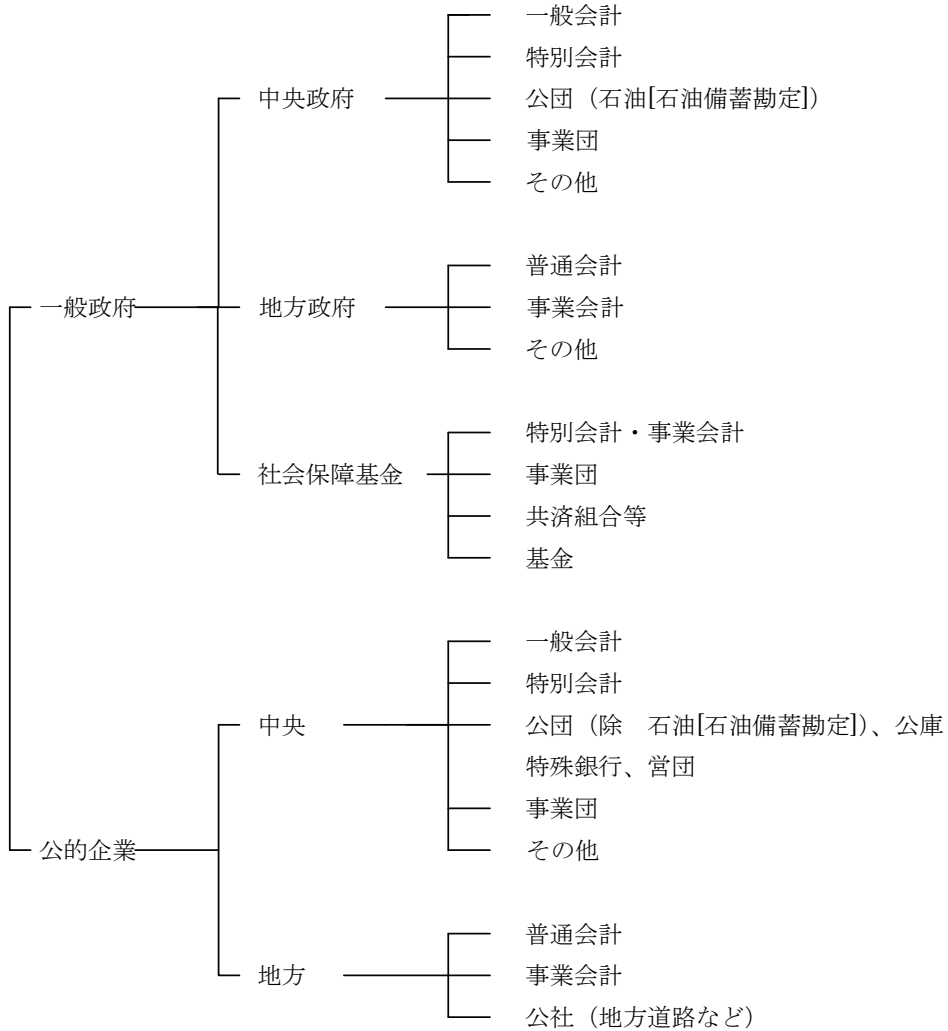 一般会計
特別会計
中央政府
公団（石油[石油備蓄勘定]）
事業団
その他
普通会計
一般政府
地方政府
事業会計
その他
特別会計・事業会計
社会保障基金
事業団
共済組合等
基金
一般会計
特別会計
中央
公団（除　石油[石油備蓄勘定]）、公庫
特殊銀行、営団
事業団
公的企業
その他
普通会計
地方
事業会計
公社（地方道路など）